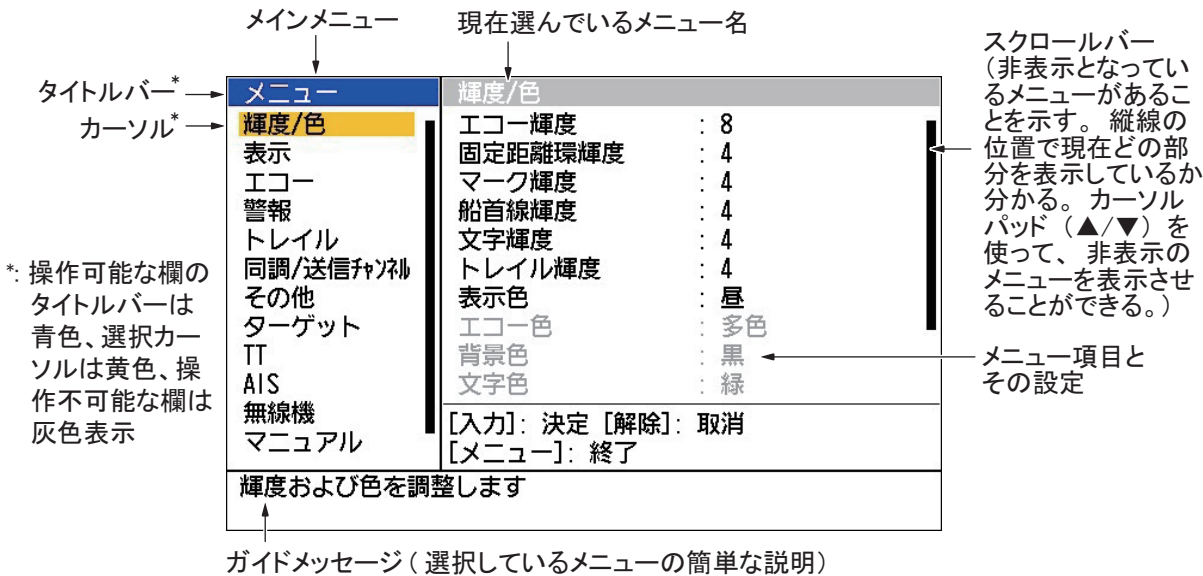 メインメニュー
現在選んでいるメニュー名
タイトルバー*
カーソル*
メニュー
輝度/色
表示
エコー
警報
トレイル
同調/送信チャンネル
その他
ターゲット
TT
AIS
無線機
マニュアル
輝度/色
エコー輝度 : 8
固定距離環輝度 : 4
マーク輝度 : 4
船首線輝度 : 4
文字輝度 : 4
トレイル輝度 : 4
表示色 : 昼
エコー色 : 多色
背景色 : 黒
文字色 : 緑
[入力]: 決定 [解除]: 取消
[メニュー]: 終了
輝度および色を調整します
スクロールバー
(非表示となってい
るメニューがあるこ
とを示す。縦線の
位置で現在どの部
分を表示しているか
分かる。カーソル
パッド (▲/▼) を
使って、非表示の
メニューを表示させ
ることができる。)
メニュー項目と
その設定
*: 操作可能な欄の
タイトルバーは
青色、選択カー
ソルは黄色、操
作不可能な欄は
灰色表示
ガイドメッセージ ( 選択しているメニューの簡単な説明)